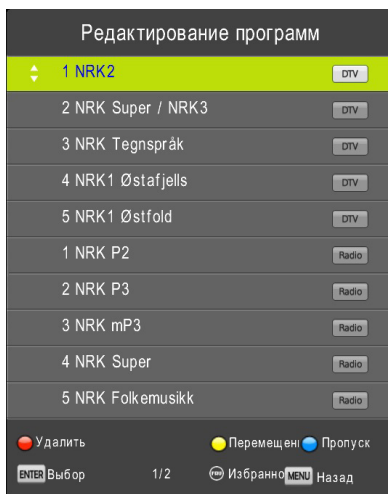 Редактирование программ
1 NRK2 DTV
2 NRK Super / NRK3 DTV
3 NRK Tegnspråk DTV
4 NRK1 Østafjells DTV
5 NRK1 Østfold DTV
1 NRK P2 Radio
2 NRK P3 Radio
3 NRK mP3 Radio
4 NRK Super Radio
5 NRK Folkemusikk Radio
Удалить Перемещен Пропуск
ENTER Выбор 1/2 Избранно MENU Назад